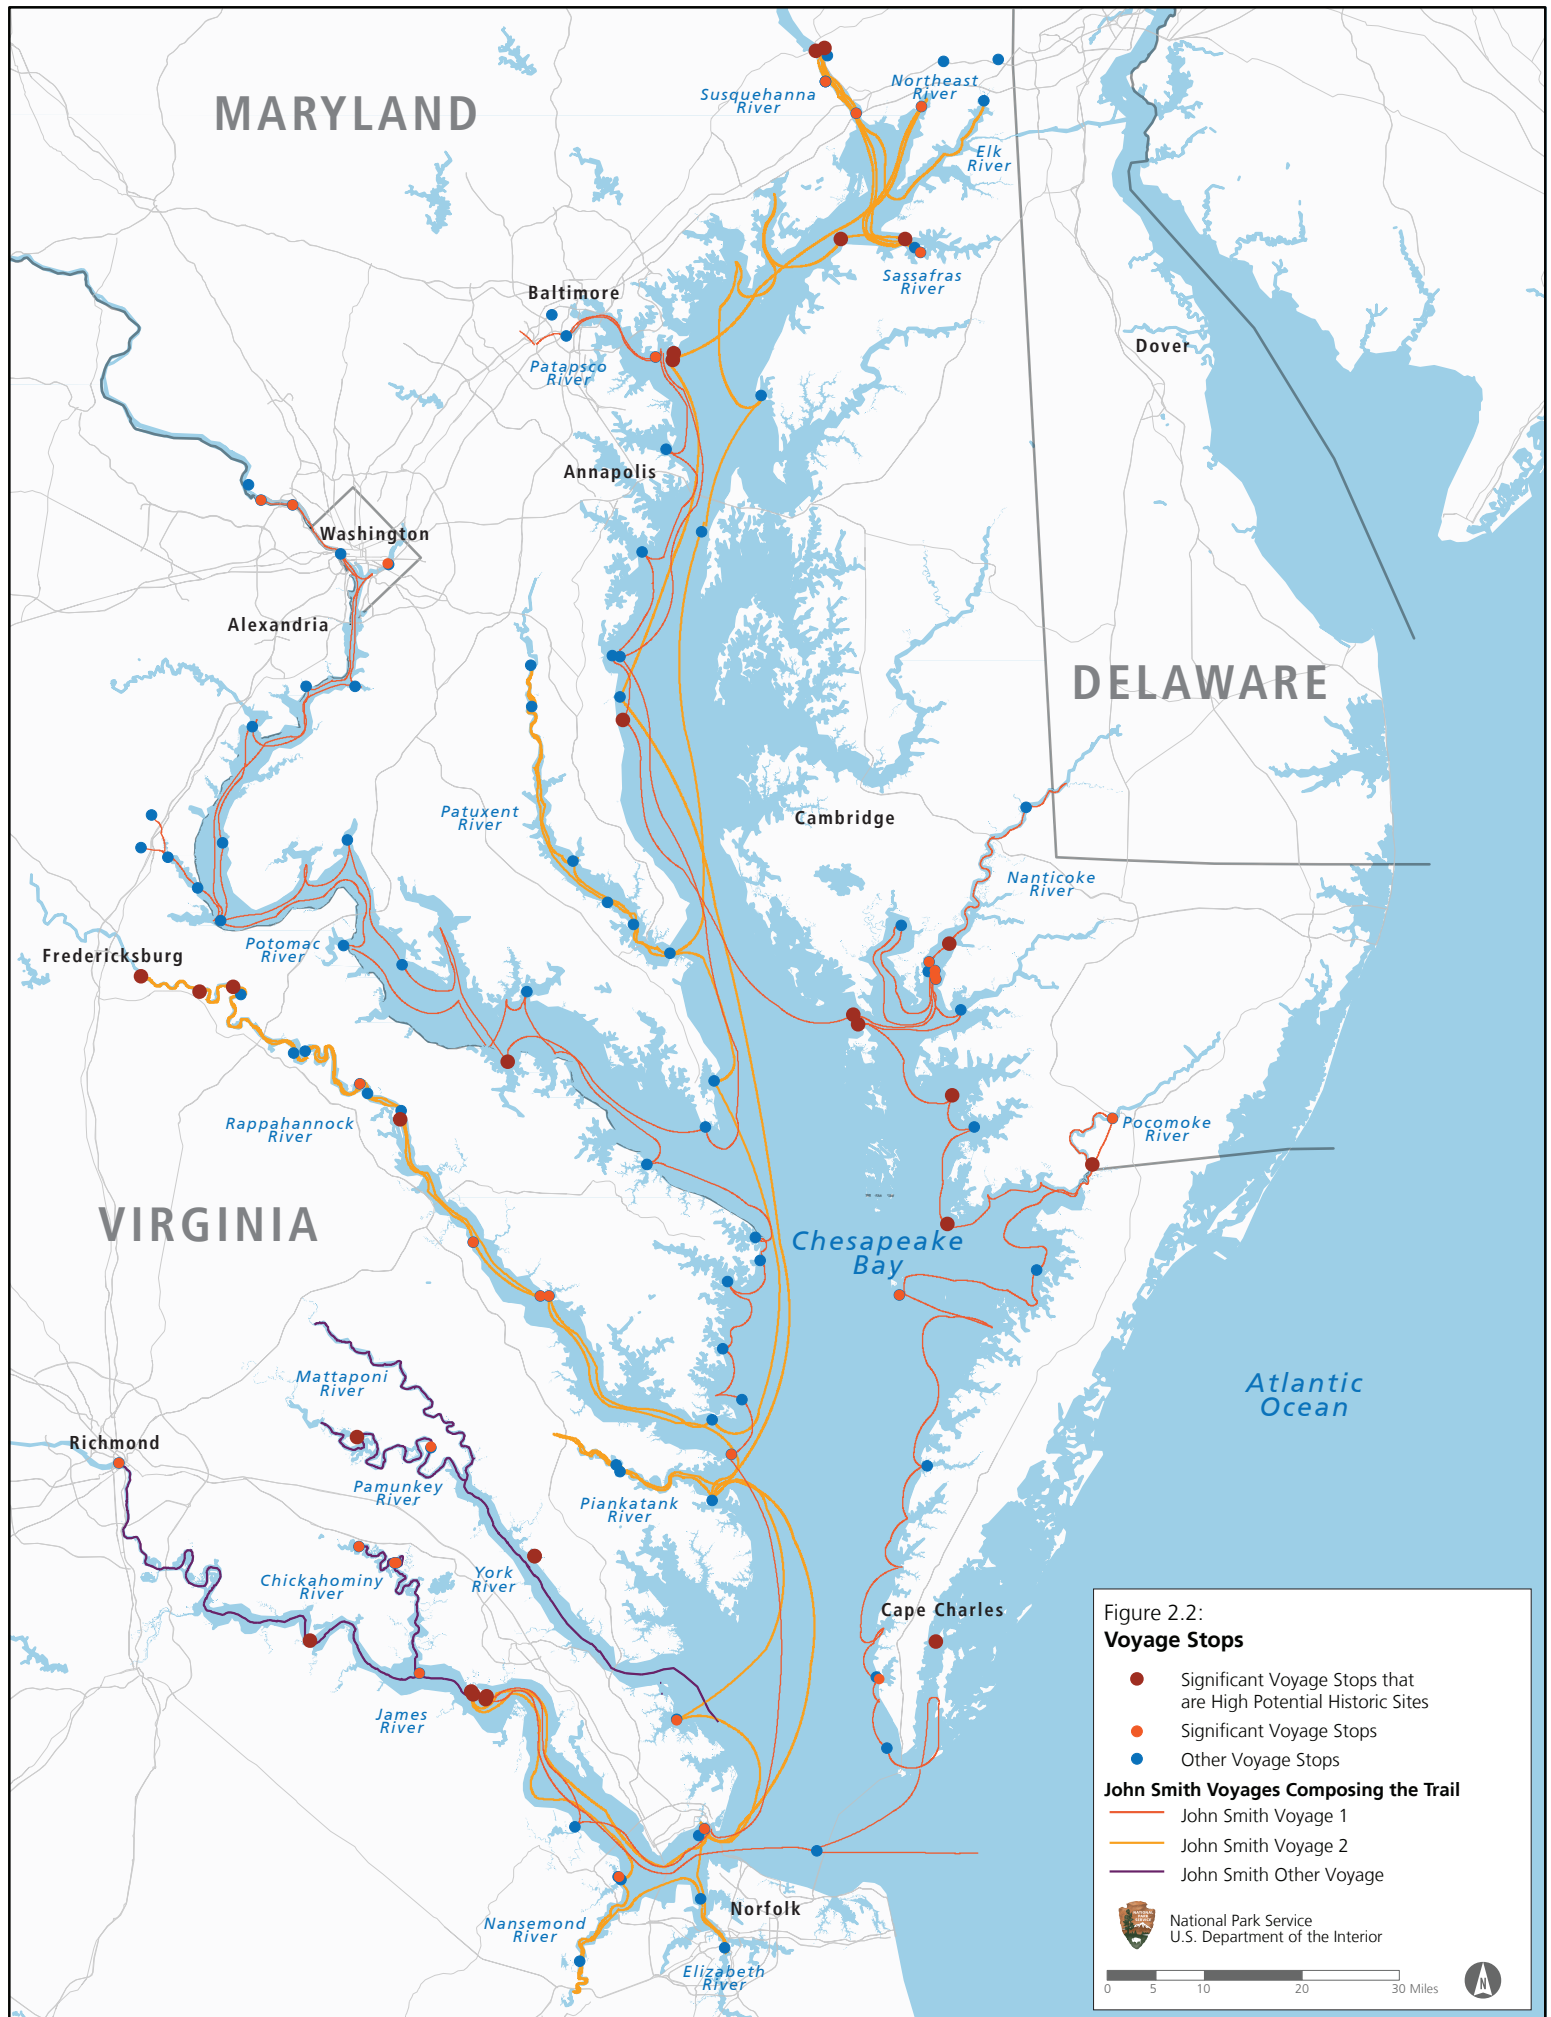 MARYLAND
Susquehanna
River
Northeast
River
Elk
River
Sassafras
River
Baltimore
Patapsco
River
Dover
Annapolis
Washington
Alexandria
DELAWARE
Patuxent
River
Cambridge
Nanticoke
River
Potomac
River
Fredericksburg
Rappahannock
River
Pocomoke
River
VIRGINIA
Chesapeake
Bay
Mattaponi
River
Atlantic
Ocean
Richmond
Pamunkey
River
Piankatank
River
Chickahominy
River
York
River
Cape Charles
James
River
Norfolk
Nansemond
River
Elizabeth
River
Figure 2.2:
Voyage Stops
Significant Voyage Stops that
are High Potential Historic Sites
Significant Voyage Stops
Other Voyage Stops
John Smith Voyages Composing the Trail
John Smith Voyage 1
John Smith Voyage 2
John Smith Other Voyage
NATIONAL
PARK
SERVICE
National Park Service
U.S. Department of the Interior
0 5 10 20 30 Miles
N